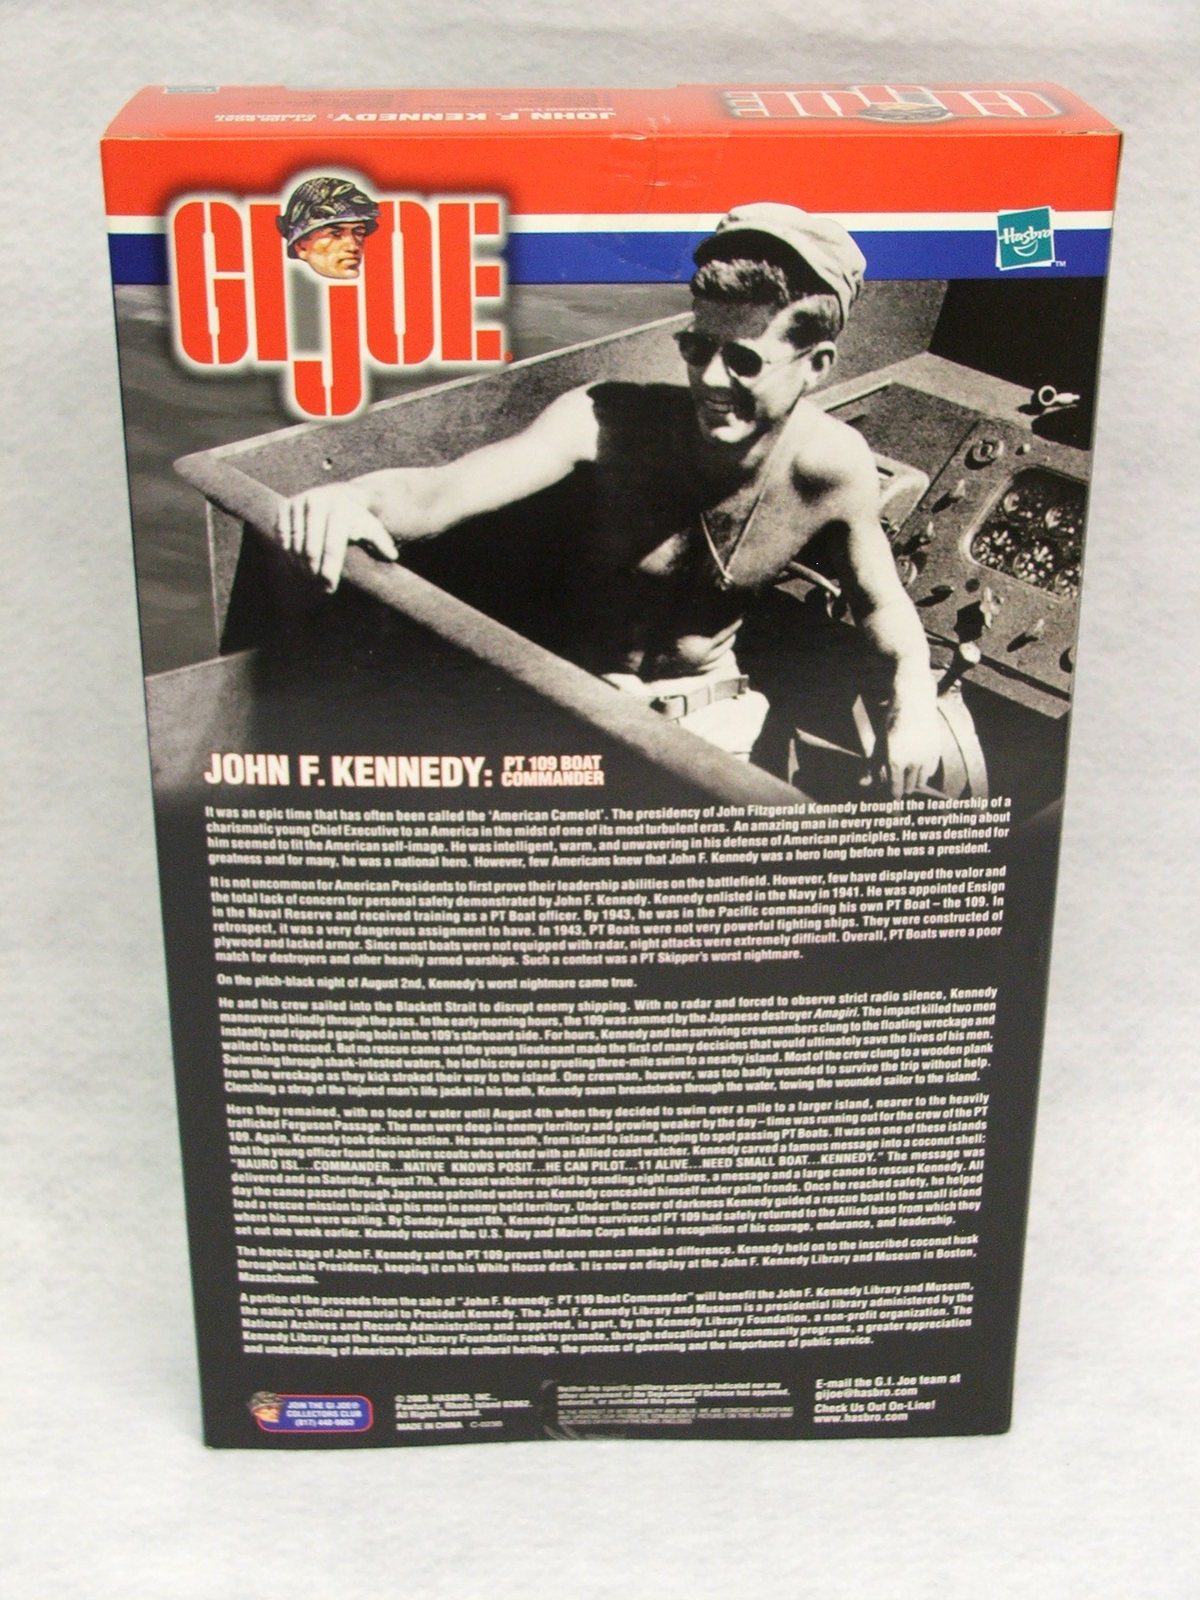 JOHN F. KENNEDY:
PT 109 BOAT
COMMANDER
GI JOE
GI JOE
Hasbro
TM
JOHN F. KENNEDY: PT 109 BOAT
COMMANDER
It was an epic time that has often been called the 'American Camelot'. The presidency of John Fitzgerald Kennedy brought the leadership of a
charismatic young Chief Executive to an America in the midst of one of its most turbulent eras. An amazing man in every regard, everything about
him seemed to fit the American self-image. He was intelligent, warm, and unwavering in his defense of American principles. He was destined for
greatness and for many, he was a national hero. However, few Americans knew that John F. Kennedy was a hero long before he was a president.
It is not uncommon for American Presidents to first prove their leadership abilities on the battlefield. However, few have displayed the valor and
the total lack of concern for personal safety demonstrated by John F. Kennedy. Kennedy enlisted in the Navy in 1941. He was appointed Ensign
in the Naval Reserve and received training as a PT Boat officer. By 1943, he was in the Pacific commanding his own PT Boat – the 109. In
retrospect, it was a very dangerous assignment to have. In 1943, PT Boats were not very powerful fighting ships. They were constructed of
plywood and lacked armor. Since most boats were not equipped with radar, night attacks were extremely difficult. Overall, PT Boats were a poor
match for destroyers and other heavily armed warships. Such a contest was a PT Skipper's worst nightmare.
On the pitch-black night of August 2nd, Kennedy's worst nightmare came true.
He and his crew sailed into the Blackett Strait to disrupt enemy shipping. With no radar and forced to observe strict radio silence, Kennedy
maneuvered blindly through the pass. In the early morning hours, the 109 was rammed by the Japanese destroyer Amagiri. The impact killed two men
instantly and ripped a gaping hole in the 109's starboard side. For hours, Kennedy and ten surviving crewmembers clung to the floating wreckage and
waited to be rescued. But no rescue came and the young lieutenant made the first of many decisions that would ultimately save the lives of his men.
Swimming through shark-infested waters, he led his crew on a grueling three-mile swim to a nearby island. Most of the crew clung to a wooden plank
from the wreckage as they kick stroked their way to the island. One crewman, however, was too badly wounded to survive the trip without help.
Clenching a strap of the injured man's life jacket in his teeth, Kennedy swam breaststroke through the water, towing the wounded sailor to the island.
Here they remained, with no food or water until August 4th when they decided to swim over a mile to a larger island, nearer to the heavily
trafficked Ferguson Passage. The men were deep in enemy territory and growing weaker by the day – time was running out for the crew of the PT
109. Again, Kennedy took decisive action. He swam south, from island to island, hoping to spot passing PT Boats. It was on one of these islands
that the young officer found two native scouts who worked with an Allied coast watcher. Kennedy carved a famous message into a coconut shell:
"NAURO ISL...COMMANDER...NATIVE KNOWS POSIT...HE CAN PILOT...11 ALIVE...NEED SMALL BOAT...KENNEDY." The message was
delivered and on Saturday, August 7th, the coast watcher replied by sending eight natives, a message and a large canoe to rescue Kennedy. All
day the canoe passed through Japanese patrolled waters as Kennedy concealed himself under palm fronds. Once he reached safety, he helped
lead a rescue mission to pick up his men in enemy held territory. Under the cover of darkness Kennedy guided a rescue boat to the small island
where his men were waiting. By Sunday August 8th, Kennedy and the survivors of PT 109 had safely returned to the Allied base from which they
set out one week earlier. Kennedy received the U.S. Navy and Marine Corps Medal in recognition of his courage, endurance, and leadership.
The heroic saga of John F. Kennedy and the PT 109 proves that one man can make a difference. Kennedy held on to the inscribed coconut husk
throughout his Presidency, keeping it on his White House desk. It is now on display at the John F. Kennedy Library and Museum in Boston,
Massachusetts.
A portion of the proceeds from the sale of "John F. Kennedy: PT 109 Boat Commander" will benefit the John F. Kennedy Library and Museum,
the nation's official memorial to President Kennedy. The John F. Kennedy Library and Museum is a presidential library administered by the
National Archives and Records Administration and supported, in part, by the Kennedy Library Foundation, a non-profit organization. The
Kennedy Library and the Kennedy Library Foundation seek to promote, through educational and community programs, a greater appreciation
and understanding of America's political and cultural heritage, the process of governing and the importance of public service.
JOIN THE GI JOE®
COLLECTORS CLUB
(817) 448-9863
© 2000 HASBRO, INC.,
Pawtucket, Rhode Island 02862.
All Rights Reserved.
MADE IN CHINA
Neither the specific military organization indicated nor any
other component of the Department of Defense has approved,
endorsed, or authorized this product.
E-mail the G.I. Joe team at
gijoe@hasbro.com
Check Us Out On-Line!
www.hasbro.com